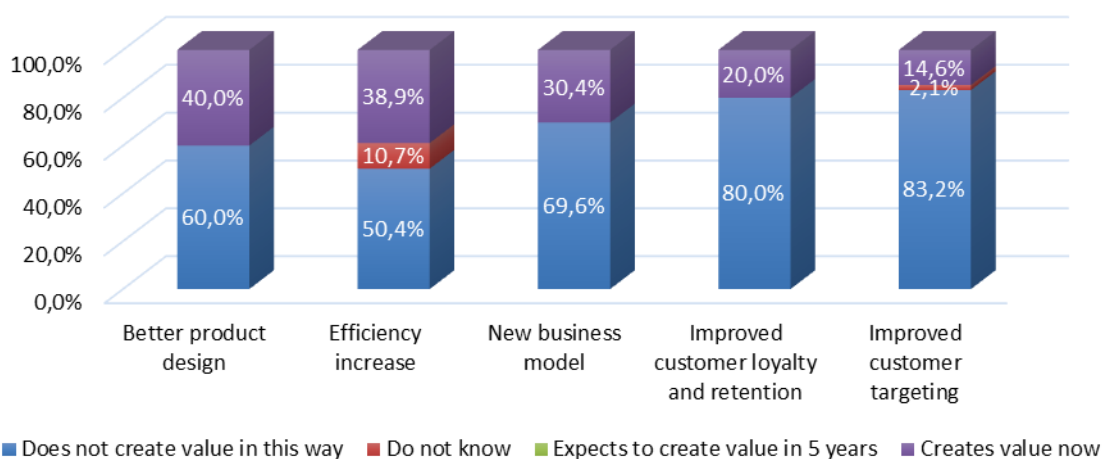 100,0%
80,0%
60,0%
40,0%
20,0%
0,0%
40,0%
60,0%
38,9%
10,7%
50,4%
30,4%
69,6%
20,0%
80,0%
14,6%
2,1%
83,2%
Better product
design
Efficiency
increase
New business
model
Improved
customer loyalty
and retention
Improved
customer
targeting
Does not create value in this way Do not know Expects to create value in 5 years Creates value now